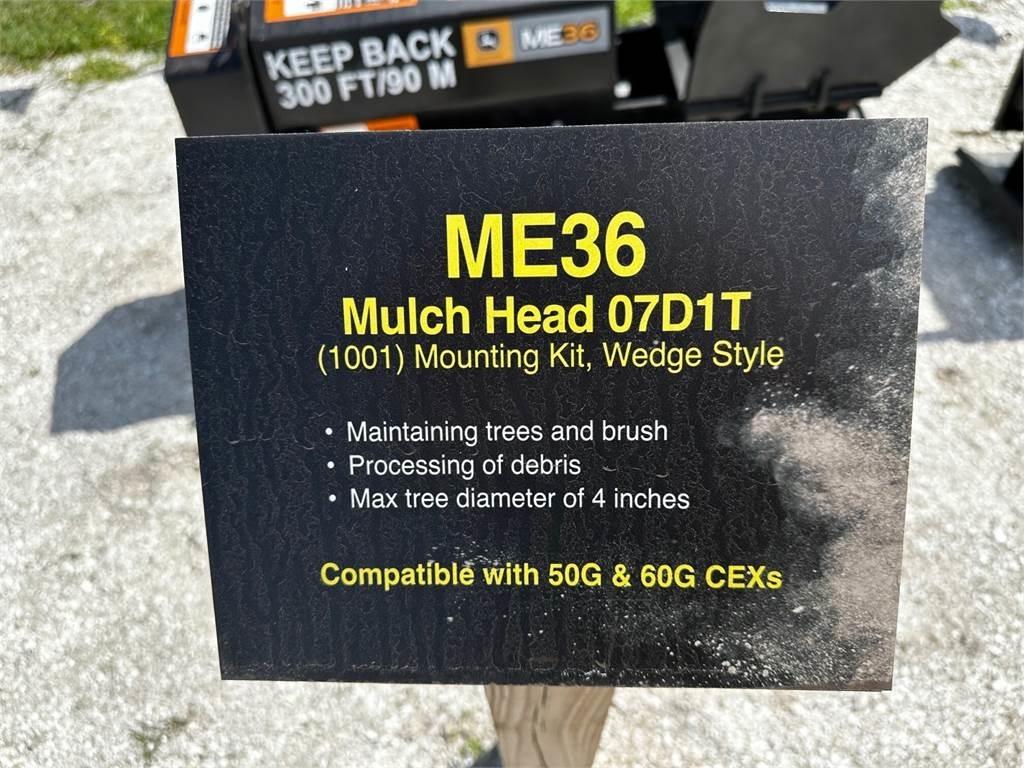 KEEP BACK
300 FT/90 M
ME36
ME36
Mulch Head 07D1T
(1001) Mounting Kit, Wedge Style
• Maintaining trees and brush
• Processing of debris
• Max tree diameter of 4 inches
Compatible with 50G & 60G CEXs